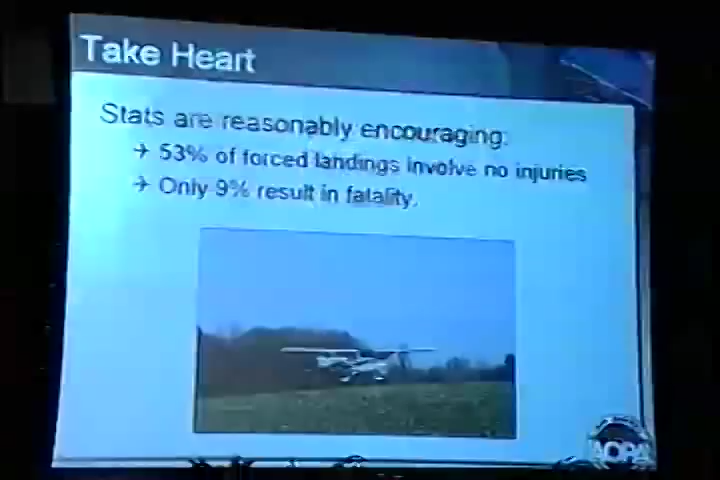 Take Heart
Stats are reasonably encouraging:
53% of forced landings involve no injuries
Only 9% result in fatality.
AOPA